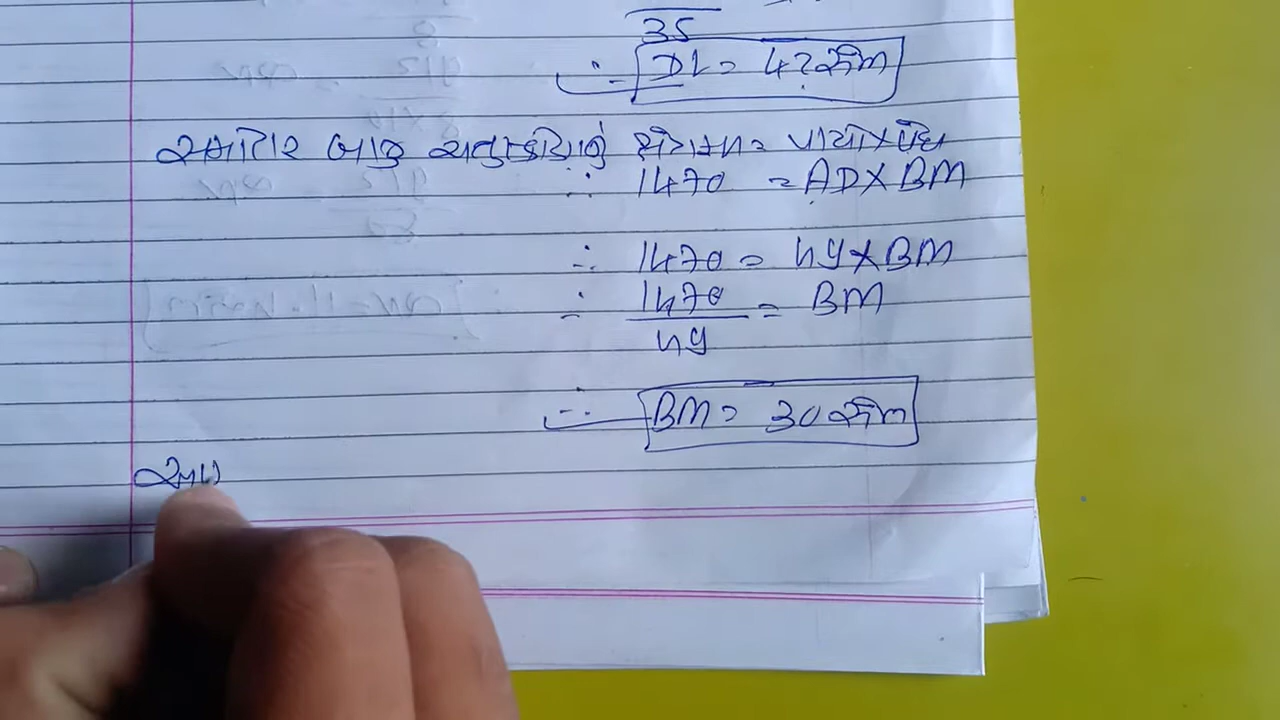 35
∴ DL = 42 સેમી
સમાંતર બાજુ ચતુષ્કોણનું ક્ષેત્રફળ = પાયો × વેધ
∴ 1470 = AD × BM
∴ 1470 = 49 × BM
∴ 1470/49 = BM
∴ BM = 30 સેમી